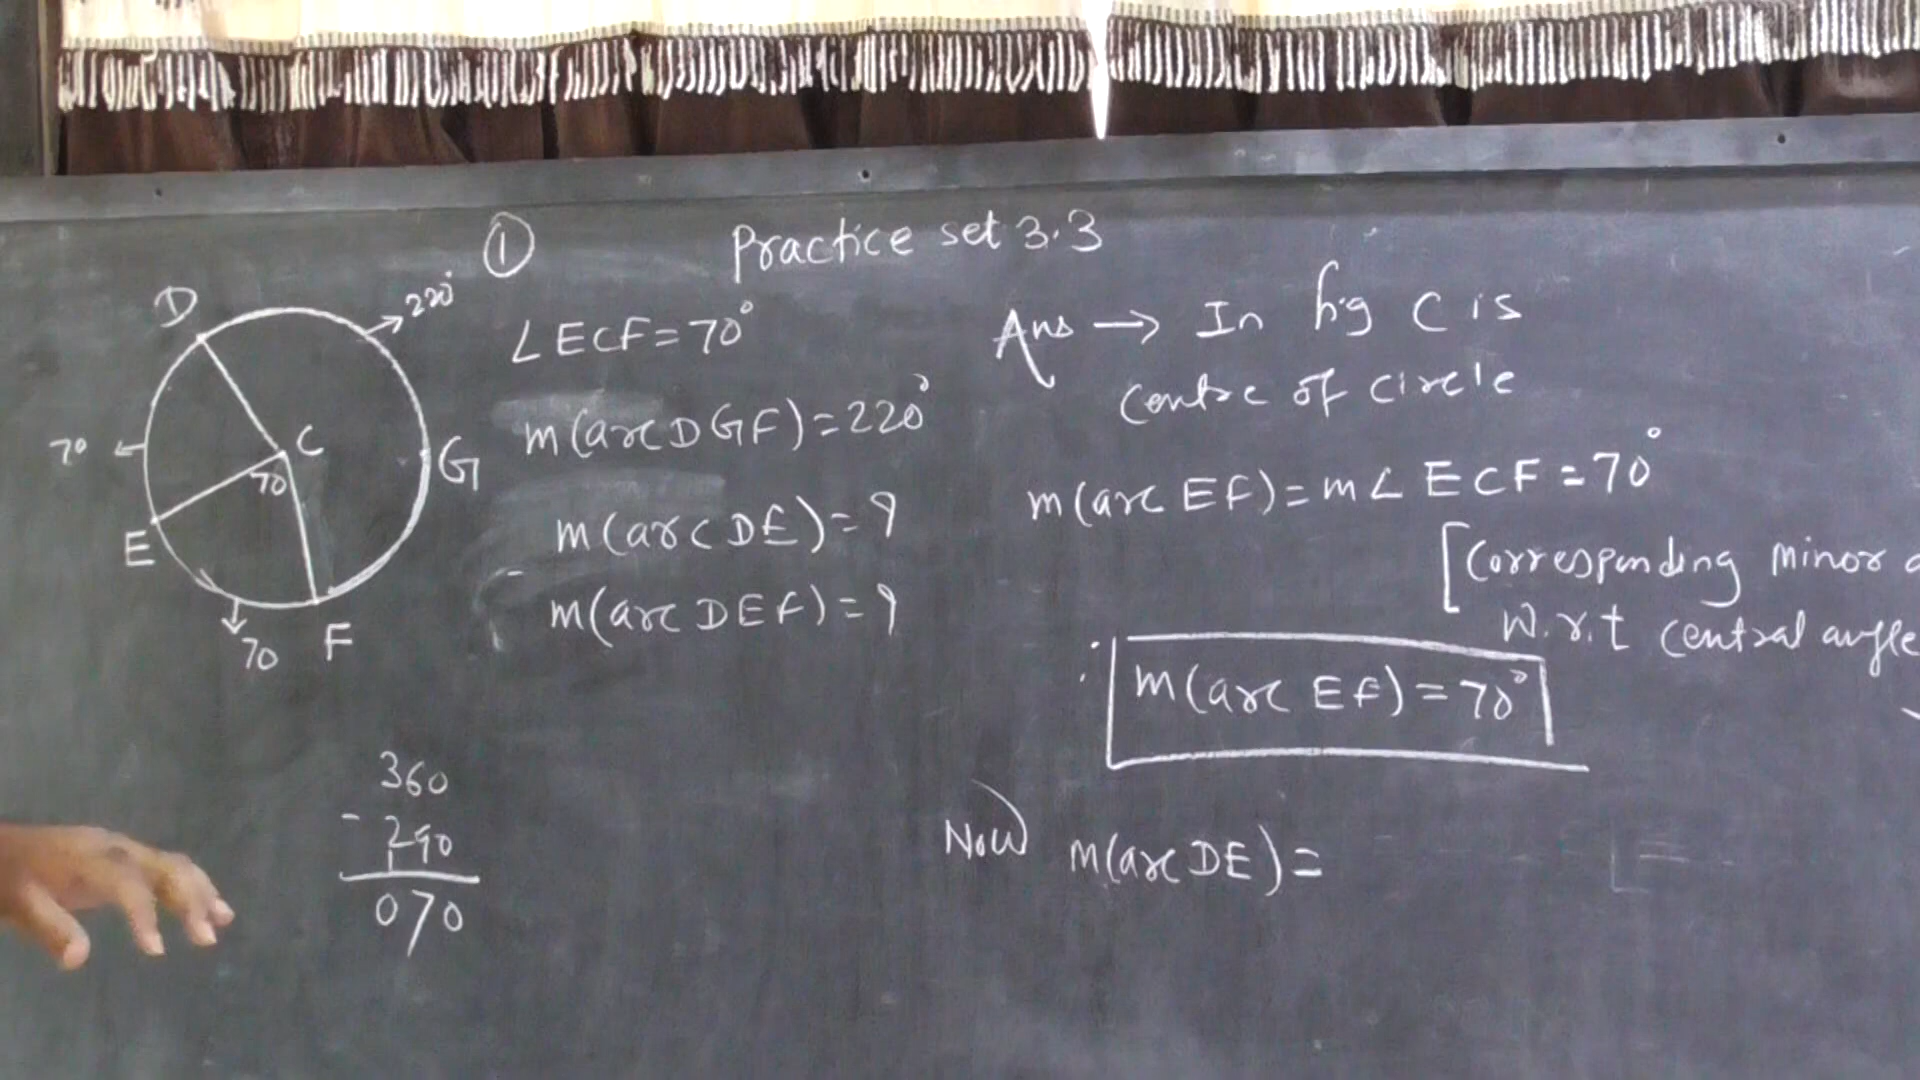 ① Practice set 3.3
D
220°
70
C
70
G
E
70
F
∠ECF=70°
m(arc DGF)=220°
m(arc DE)=?
m(arc DEF)=?
360
- 290
070
Ans → In fig C is
centre of circle
m(arc EF)=m∠ECF=70°
[Corresponding minor
w.r.t central angle
∴ m(arc EF)=70°
Now m(arc DE)=